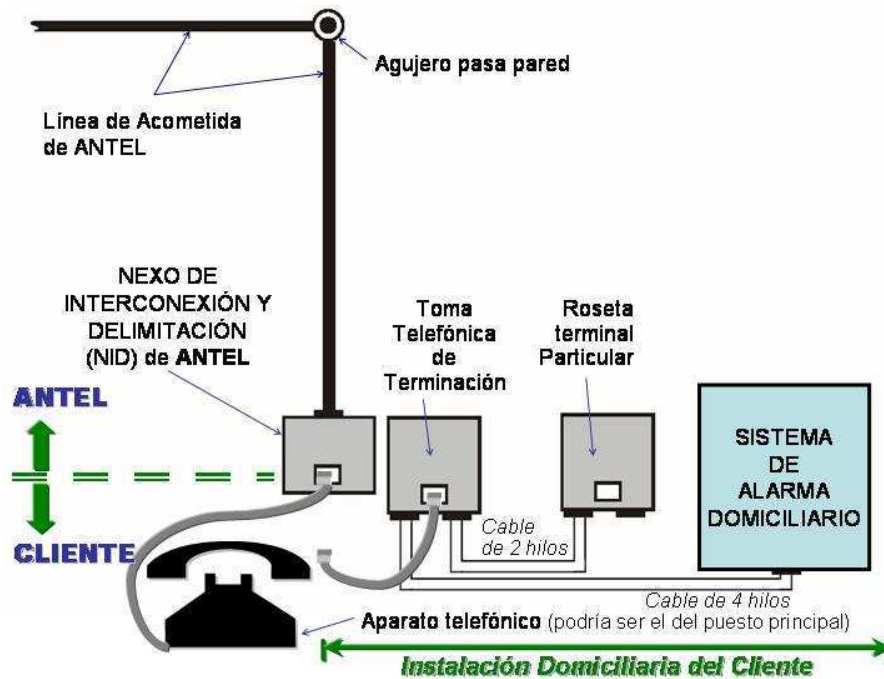 Agujero pasa pared
Línea de Acometida
de ANTEL
NEXO DE
INTERCONEXIÓN Y
DELIMITACIÓN
(NID) de ANTEL
Toma
Telefónica
de
Terminación
Roseta
terminal
Particular
ANTEL
CLIENTE
SISTEMA
DE
ALARMA
DOMICILIARIO
Cable
de 2 hilos
Cable de 4 hilos
Aparato telefónico (podría ser el del puesto principal)
Instalación Domiciliaria del Cliente